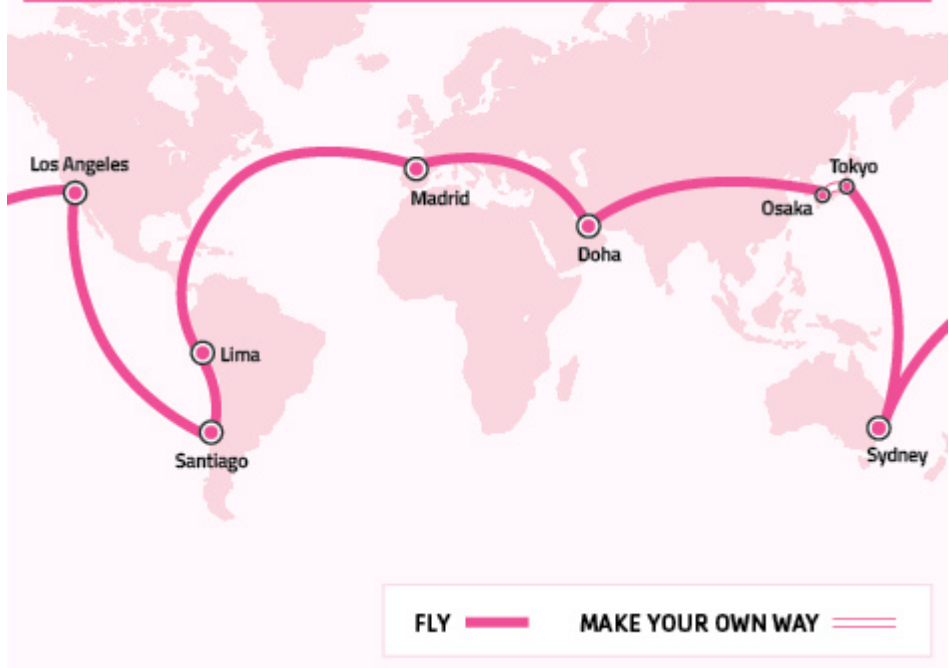 Los Angeles
Tokyo
Madrid
Osaka
Doha
Lima
Santiago
Sydney
FLY
MAKE YOUR OWN WAY